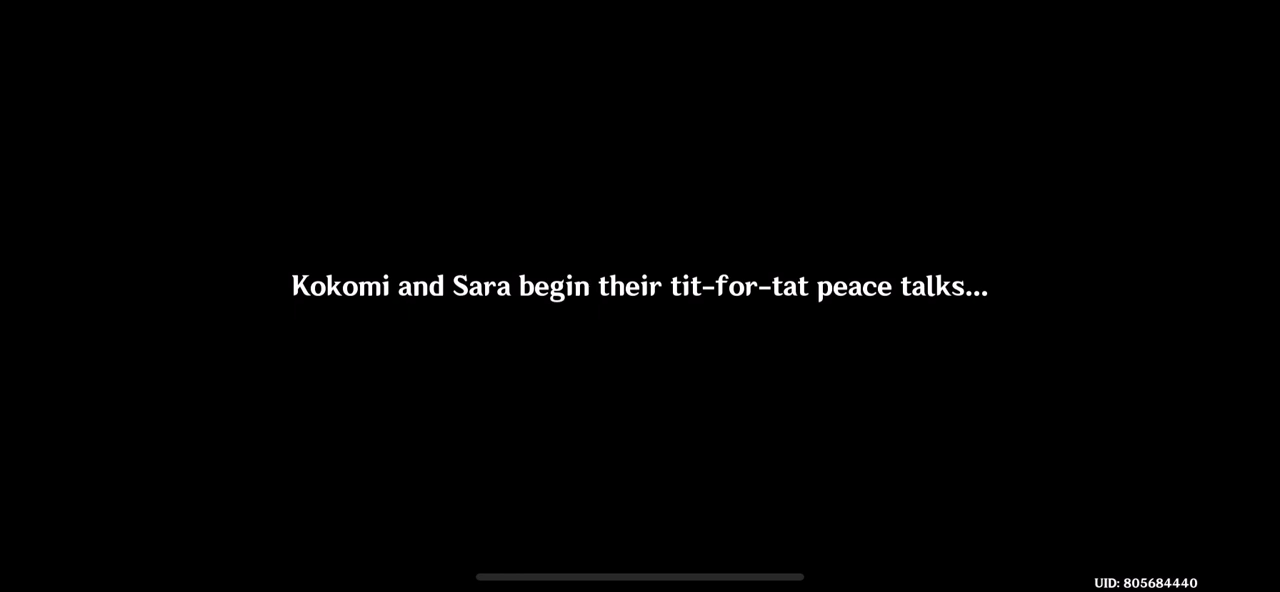 Kokomi and Sara begin their tit-for-tat peace talks...
UID: 805684440